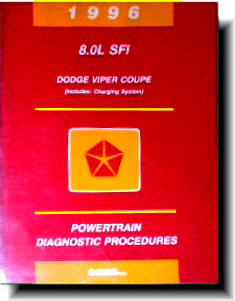 1996
8.0L SFI
DODGE VIPER COUPE
(Includes: Charging System)
POWERTRAIN
DIAGNOSTIC PROCEDURES